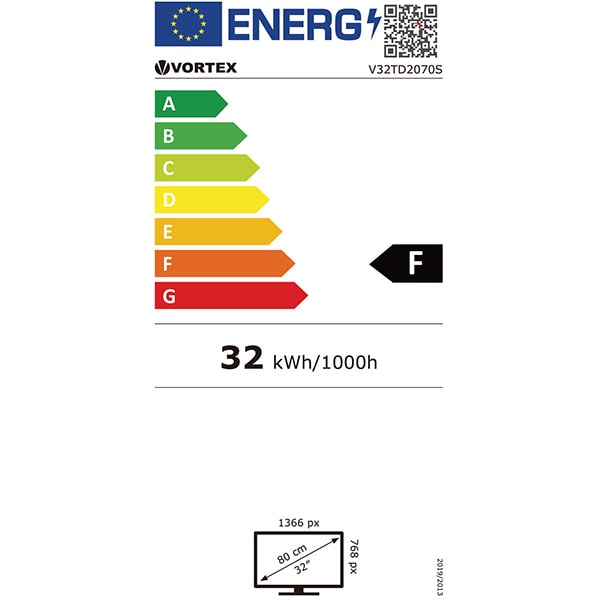 ENERG
VORTEX
V32TD2070S
A
B
C
D
E
F
G
F
32 kWh/1000h
1366 px
80 cm
32"
768 px
2019/2013